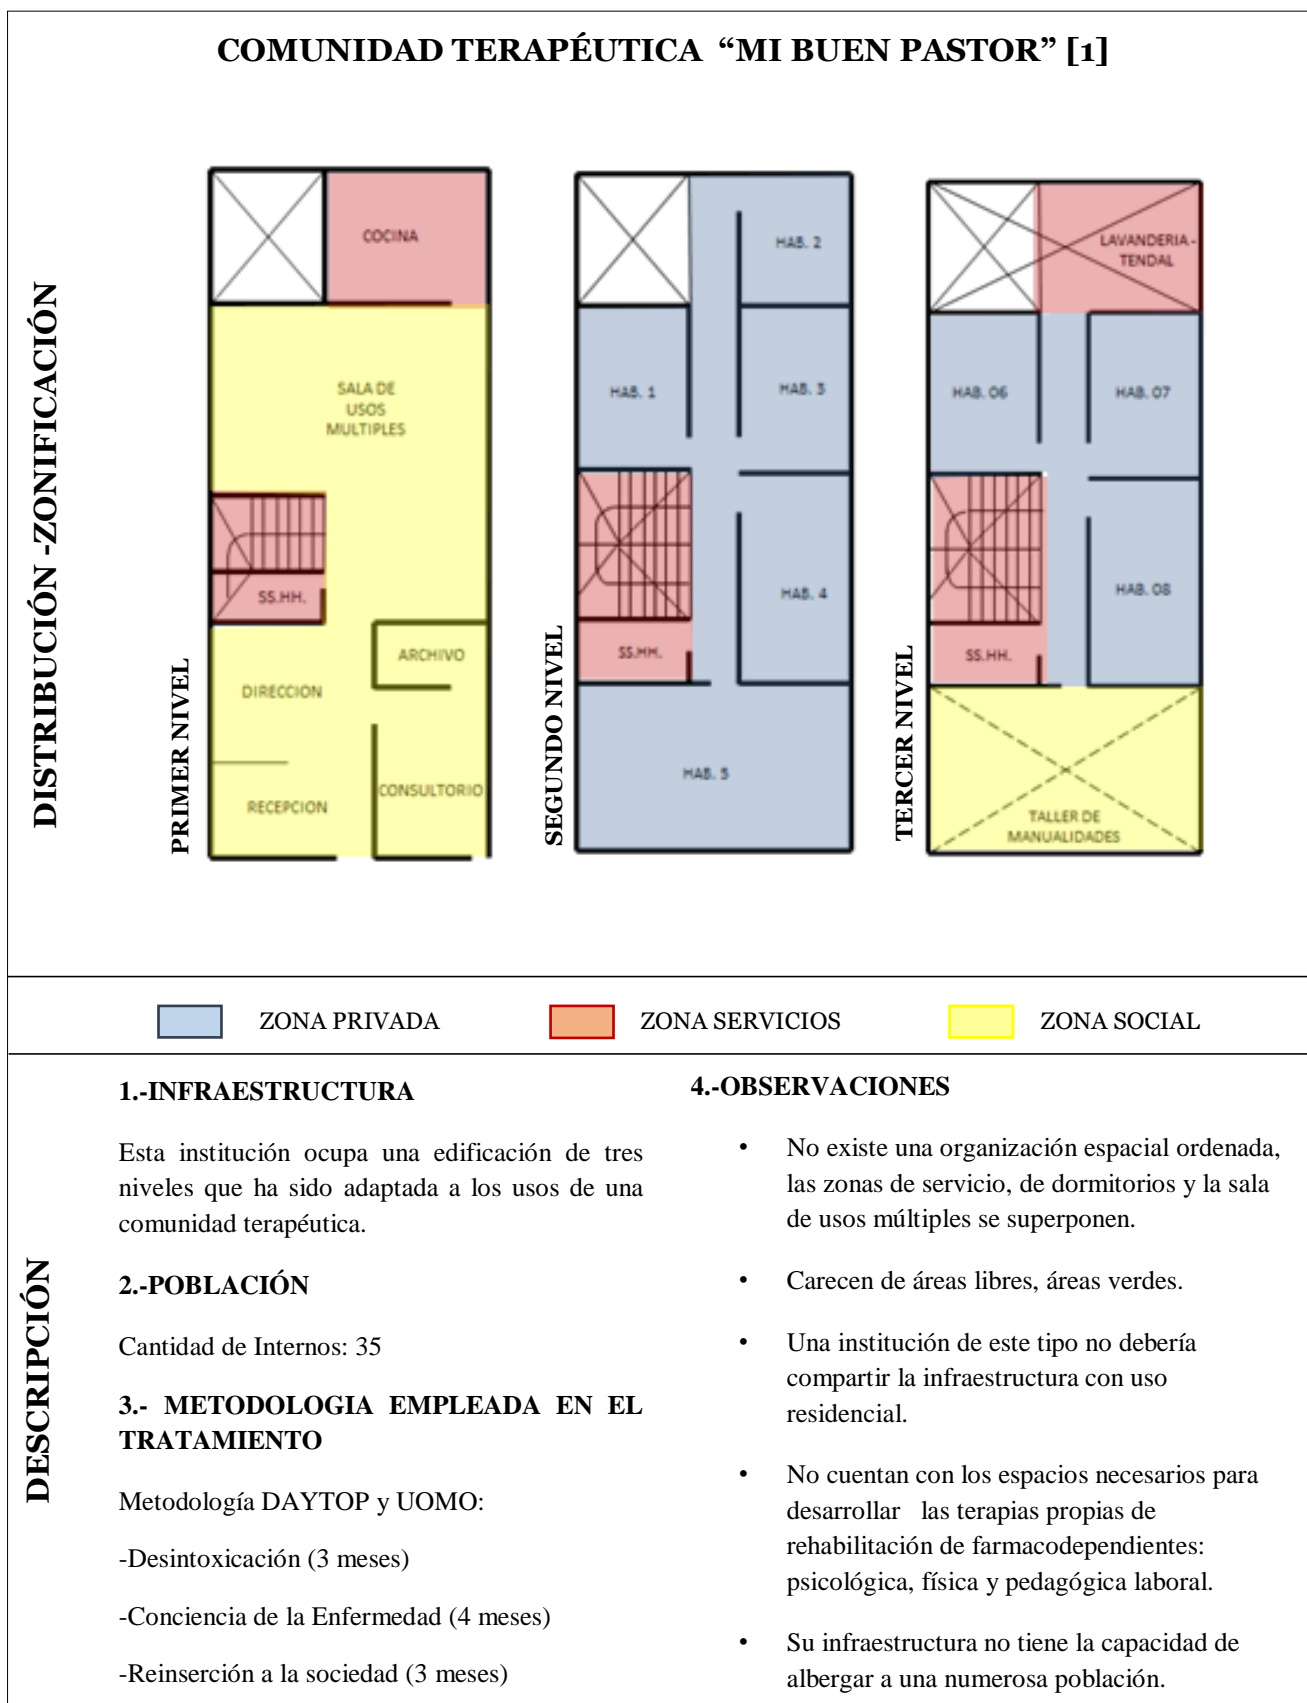 COMUNIDAD TERAPÉUTICA “MI BUEN PASTOR” [1]
DISTRIBUCIÓN -ZONIFICACIÓN
PRIMER NIVEL
COCINA
SALA DE
USOS
MULTIPLES
SS.HH.
ARCHIVO
DIRECCION
CONSULTORIO
RECEPCION
SEGUNDO NIVEL
HAB. 2
HAB. 1
HAB. 3
HAB. 4
SS.HH.
HAB. 5
TERCER NIVEL
LAVANDERIA-
TENDAL
HAB. 06
HAB. 07
HAB. 08
SS.HH.
TALLER DE
MANUALIDADES
ZONA PRIVADA
ZONA SERVICIOS
ZONA SOCIAL
DESCRIPCIÓN
1.-INFRAESTRUCTURA
Esta institución ocupa una edificación de tres
niveles que ha sido adaptada a los usos de una
comunidad terapéutica.
2.-POBLACIÓN
Cantidad de Internos: 35
3.- METODOLOGIA EMPLEADA EN EL
TRATAMIENTO
Metodología DAYTOP y UOMO:
-Desintoxicación (3 meses)
-Conciencia de la Enfermedad (4 meses)
-Reinserción a la sociedad (3 meses)
4.-OBSERVACIONES
• No existe una organización espacial ordenada,
las zonas de servicio, de dormitorios y la sala
de usos múltiples se superponen.
• Carecen de áreas libres, áreas verdes.
• Una institución de este tipo no debería
compartir la infraestructura con uso
residencial.
• No cuentan con los espacios necesarios para
desarrollar las terapias propias de
rehabilitación de farmacodependientes:
psicológica, física y pedagógica laboral.
• Su infraestructura no tiene la capacidad de
albergar a una numerosa población.